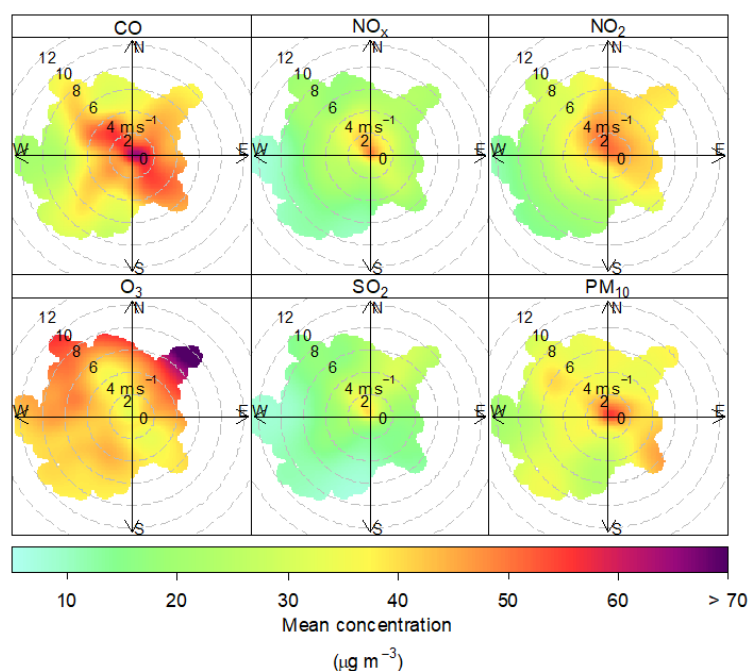 CO NOₓ NO₂
N N N
12 12 12
10 10 10
8 8 8
6 6 6
4 m s⁻¹ 4 m s⁻¹ 4 m s⁻¹
2 2 2
W 0 E W 0 E W 0 E
S S S
O₃ SO₂ PM₁₀
N N N
12 12 12
10 10 10
8 8 8
6 6 6
4 m s⁻¹ 4 m s⁻¹ 4 m s⁻¹
2 2 2
W 0 E W 0 E W 0 E
S S S
10 20 30 40 50 60 > 70
Mean concentration
(μg m⁻³)